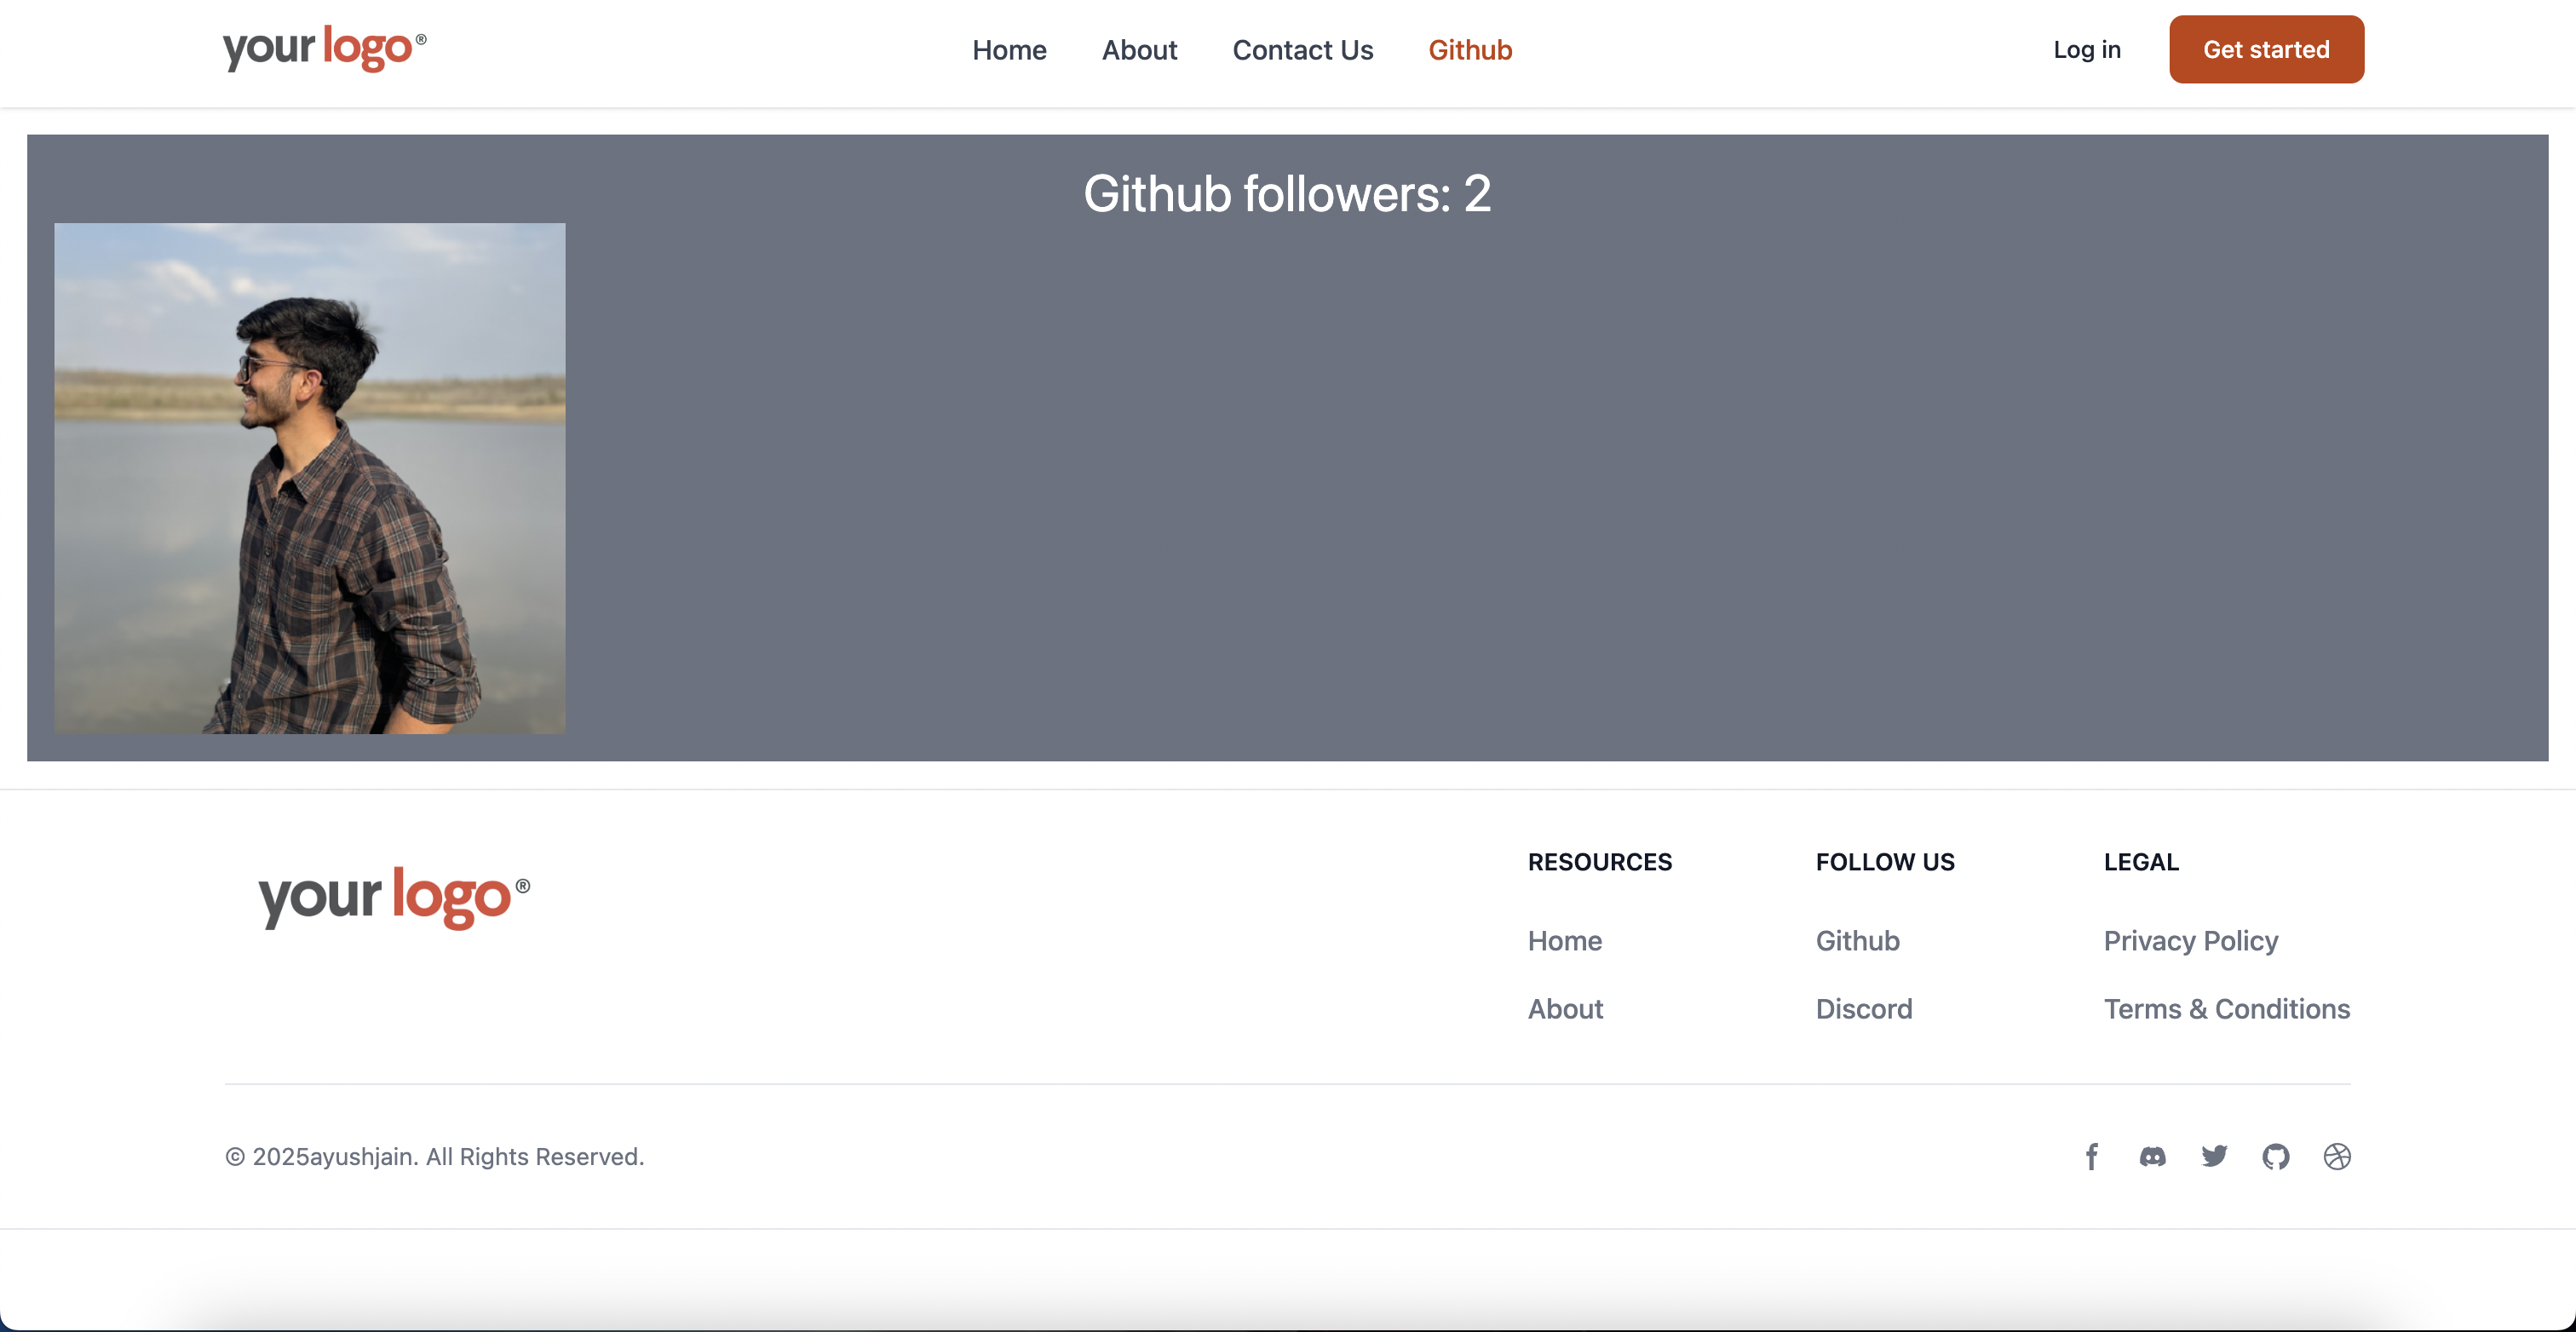 your logo®
Home About Contact Us Github
Log in Get started
Github followers: 2
your logo®
RESOURCES
Home
About
FOLLOW US
Github
Discord
LEGAL
Privacy Policy
Terms & Conditions
© 2025ayushjain. All Rights Reserved.